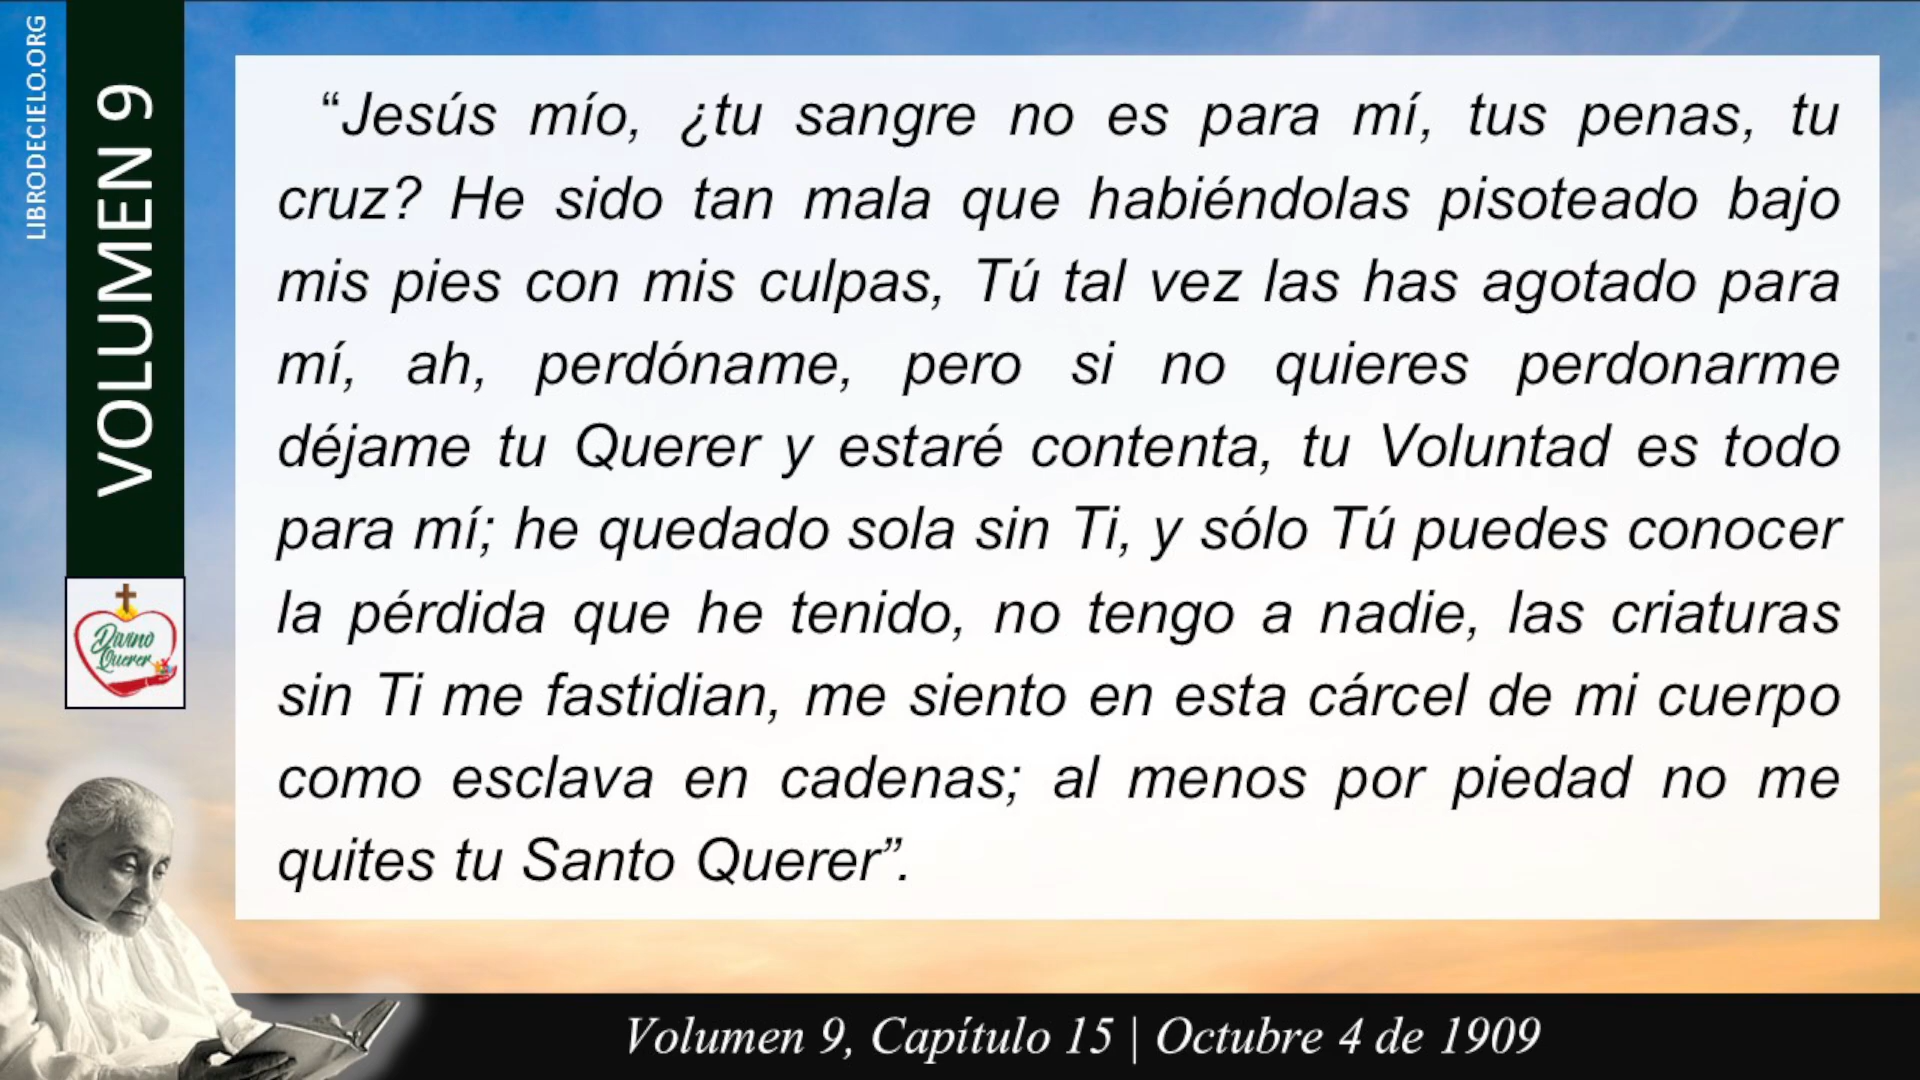 LIBRODECIELO.ORG
VOLUMEN 9
Divino
Querer
“Jesús mío, ¿tu sangre no es para mí, tus penas, tu
cruz? He sido tan mala que habiéndolas pisoteado bajo
mis pies con mis culpas, Tú tal vez las has agotado para
mí, ah, perdóname, pero si no quieres perdonarme
déjame tu Querer y estaré contenta, tu Voluntad es todo
para mí; he quedado sola sin Ti, y sólo Tú puedes conocer
la pérdida que he tenido, no tengo a nadie, las criaturas
sin Ti me fastidian, me siento en esta cárcel de mi cuerpo
como esclava en cadenas; al menos por piedad no me
quites tu Santo Querer”.
Volumen 9, Capítulo 15 | Octubre 4 de 1909